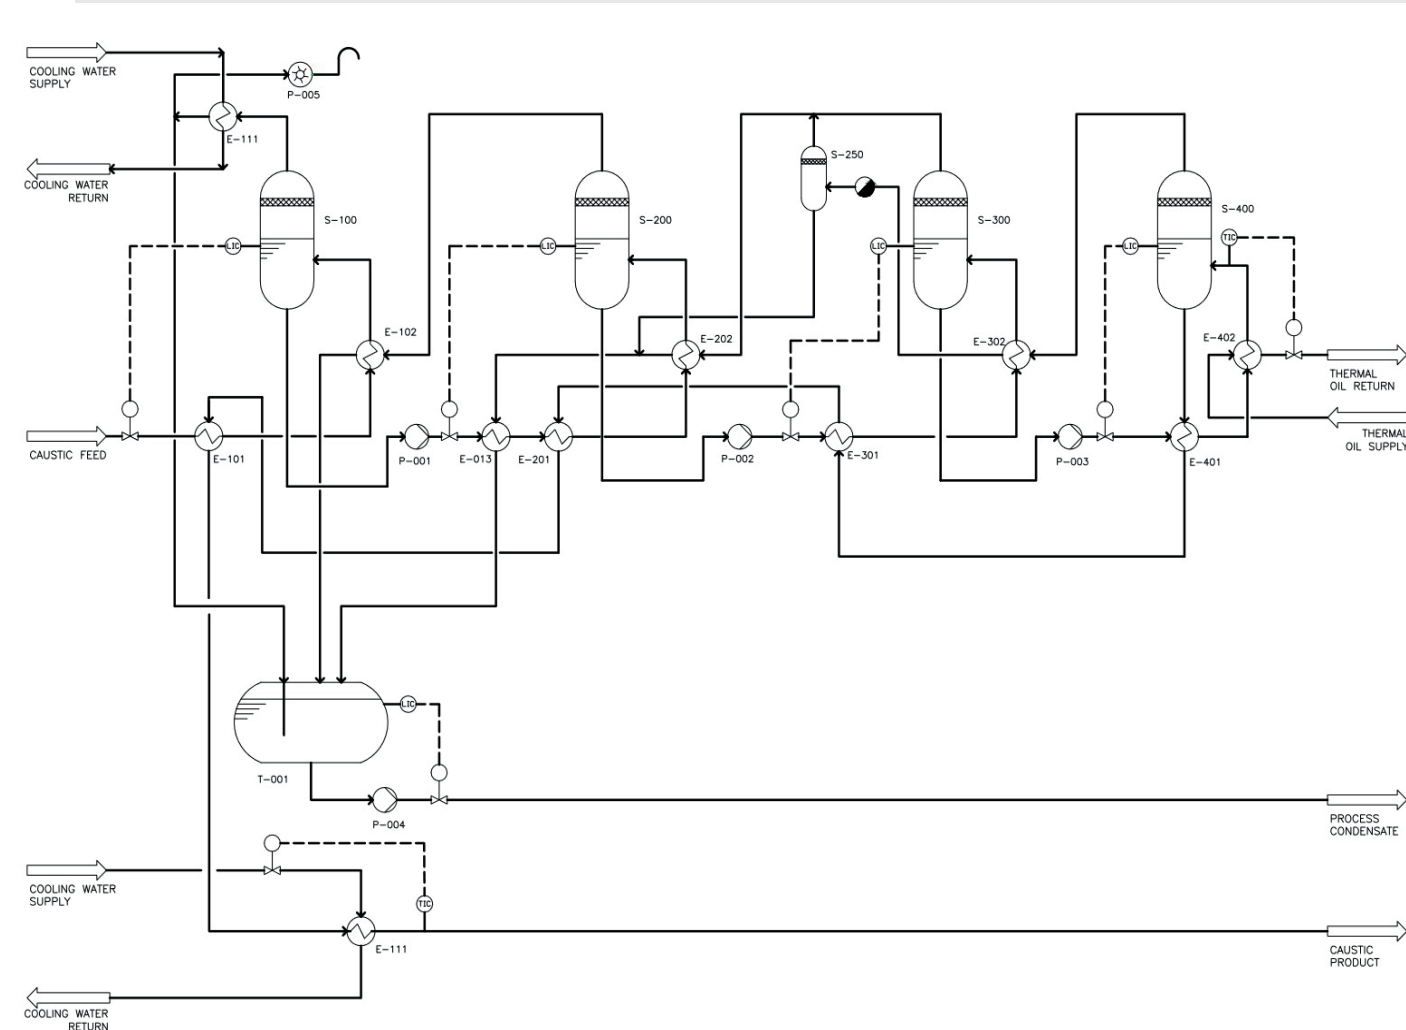 COOLING WATER
SUPPLY
P-005
E-111
COOLING WATER
RETURN
S-250
S-100
S-200
S-300
S-400
LIC
LIC
LIC
LIC
TIC
E-102
E-202
E-302
E-402
THERMAL
OIL RETURN
CAUSTIC FEED
E-101
P-001
E-013
E-201
P-002
E-301
P-003
E-401
THERMAL
OIL SUPPLY
LIC
T-001
P-004
PROCESS
CONDENSATE
COOLING WATER
SUPPLY
TIC
E-111
CAUSTIC
PRODUCT
COOLING WATER
RETURN